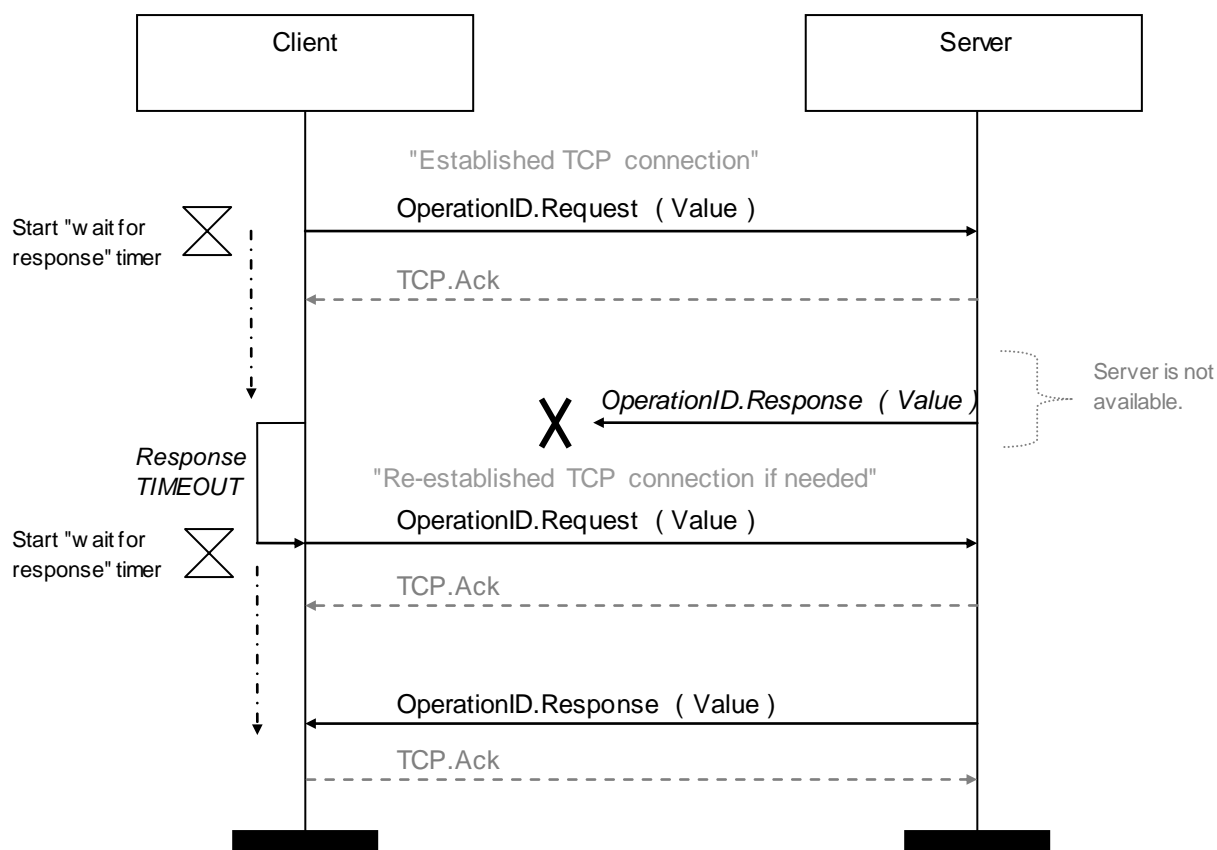 Client
Server
"Established TCP connection"
OperationID.Request ( Value )
Start "wait for
response" timer
TCP.Ack
Server is not
available.
OperationID.Response ( Value )
Response
TIMEOUT
"Re-established TCP connection if needed"
OperationID.Request ( Value )
Start "wait for
response" timer
TCP.Ack
OperationID.Response ( Value )
TCP.Ack